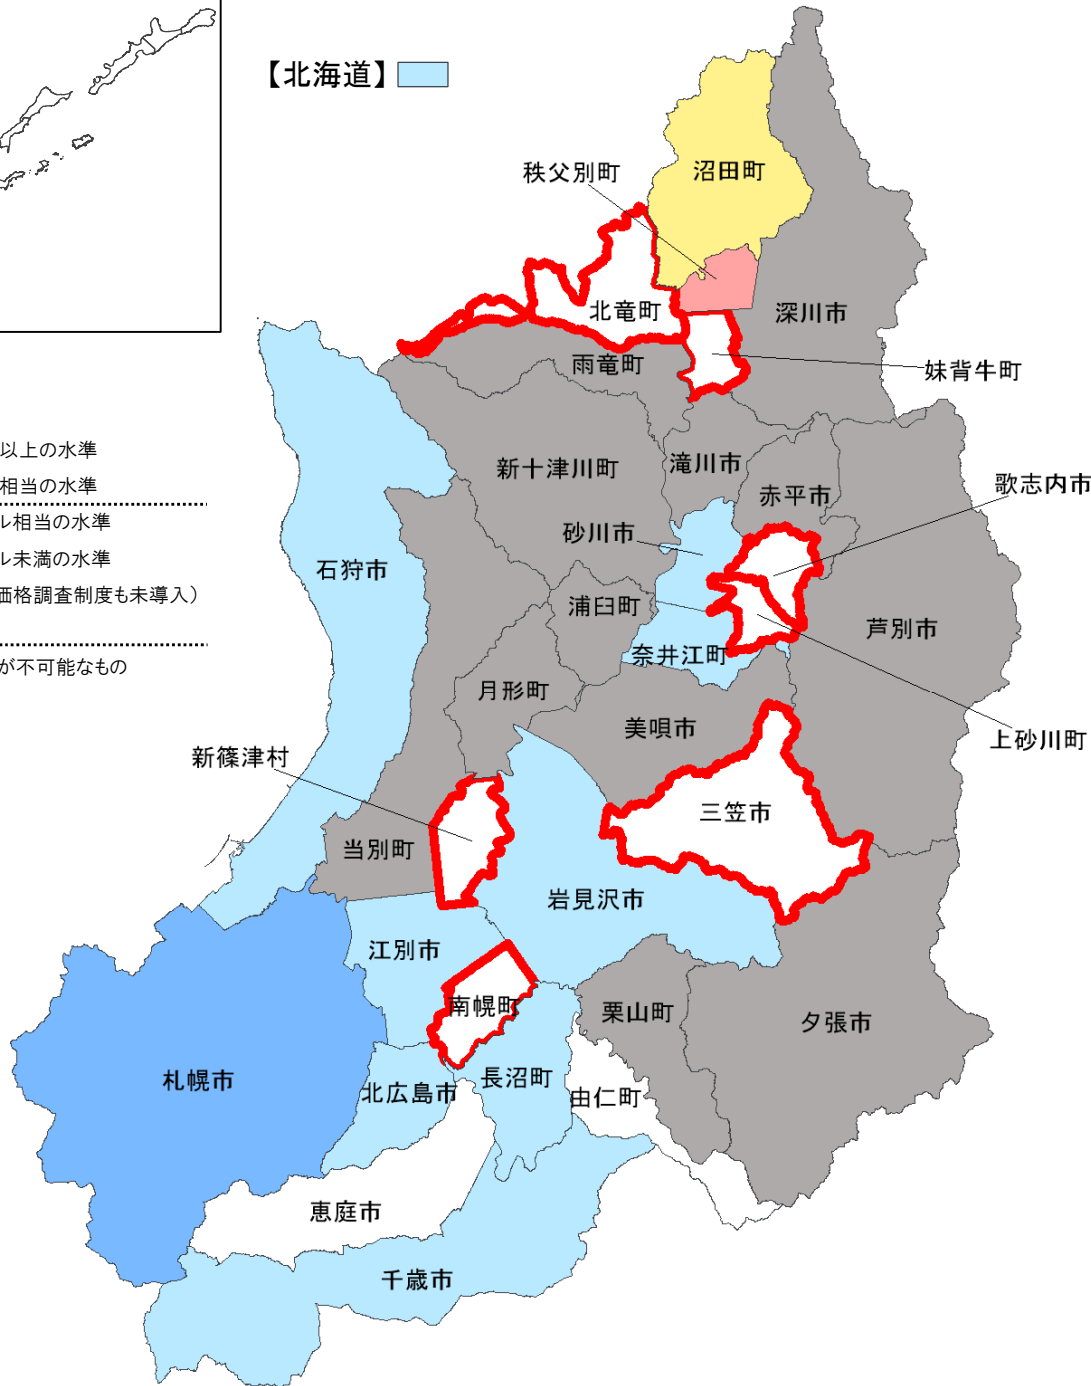 【北海道】
沼田町
秩父別町
北竜町
深川市
雨竜町
妹背牛町
以上の水準
新十津川町
滝川市
歌志内市
相当の水準
赤平市
ル相当の水準
砂川市
ル未満の水準
石狩市
価格調査制度も未導入）
浦臼町
芦別市
奈井江町
が不可能なもの
月形町
美唄市
上砂川町
新篠津村
三笠市
当別町
岩見沢市
江別市
南幌町
栗山町
夕張市
札幌市
長沼町
北広島市
由仁町
恵庭市
千歳市